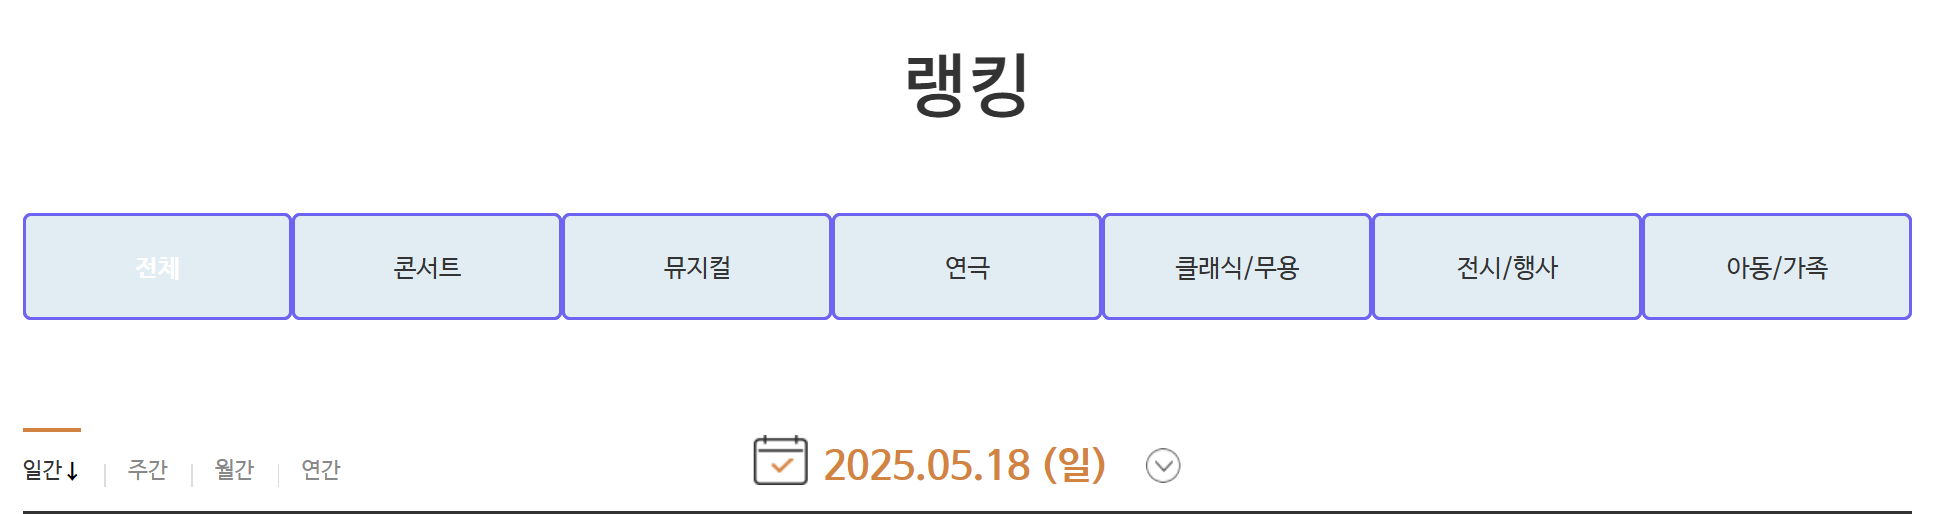 랭킹
전체 콘서트 뮤지컬 연극 클래식/무용 전시/행사 아동/가족
일간↓ 주간 월간 연간 2025.05.18 (일)